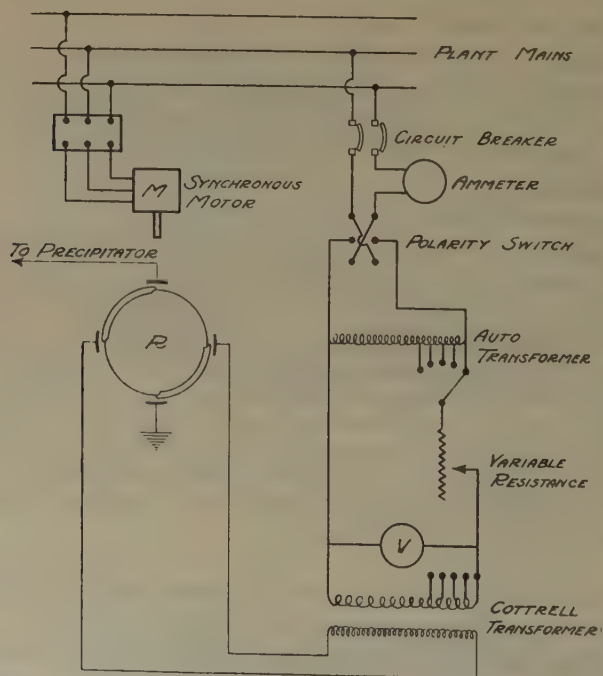 PLANT MAINS
CIRCUIT BREAKER
M
SYNCHRONOUS
MOTOR
AMMETER
TO PRECIPITATOR
POLARITY SWITCH
R
AUTO
TRANSFORMER
VARIABLE
RESISTANCE
V
COTTRELL
TRANSFORMER